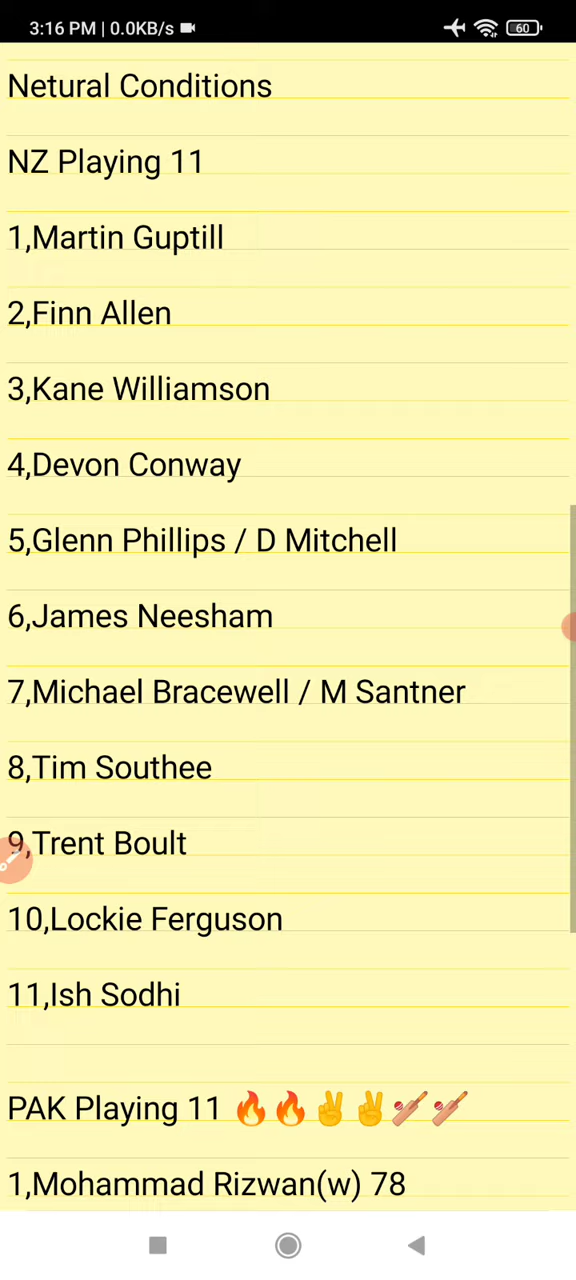 3:16 PM | 0.0KB/s 60
Netural Conditions
NZ Playing 11
1,Martin Guptill
2,Finn Allen
3,Kane Williamson
4,Devon Conway
5,Glenn Phillips / D Mitchell
6,James Neesham
7,Michael Bracewell / M Santner
8,Tim Southee
9,Trent Boult
10,Lockie Ferguson
11,Ish Sodhi
PAK Playing 11 🔥🔥✌️✌️🏏🏏
1,Mohammad Rizwan(w) 78